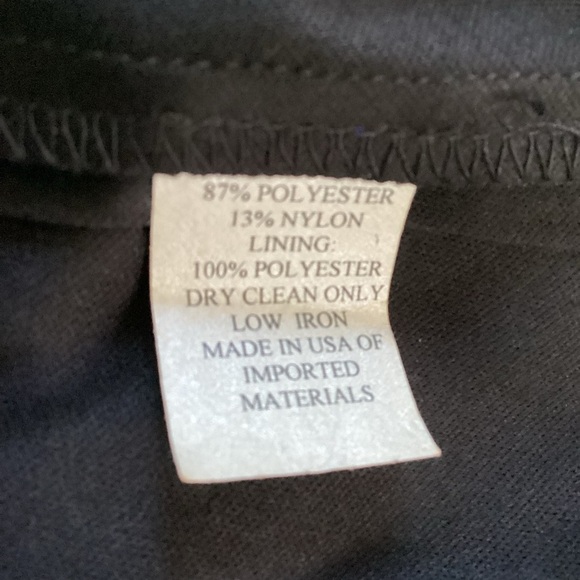 87% POLYESTER
13% NYLON
LINING:
100% POLYESTER
DRY CLEAN ONLY
LOW IRON
MADE IN USA OF
IMPORTED
MATERIALS